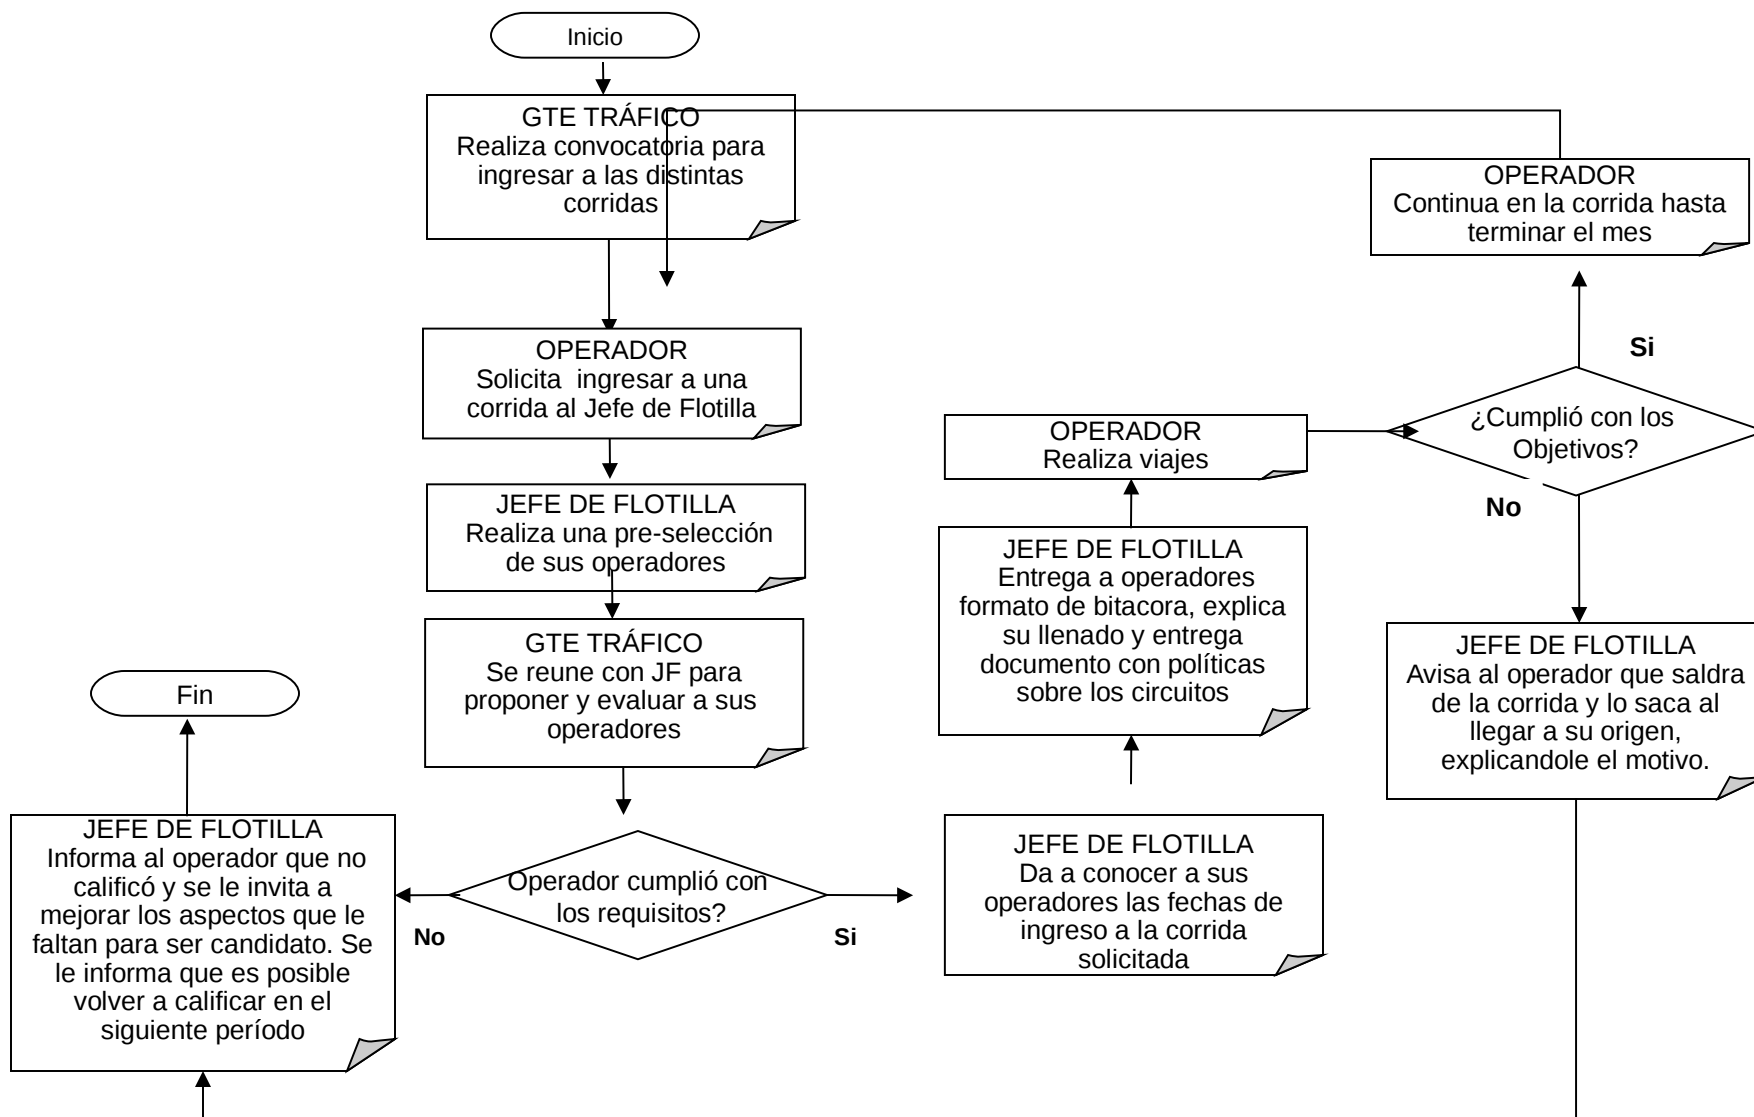 Inicio
GTE TRÁFICO
Realiza convocatoria para
ingresar a las distintas
corridas
OPERADOR
Solicita ingresar a una
corrida al Jefe de Flotilla
JEFE DE FLOTILLA
Realiza una pre-selección
de sus operadores
GTE TRÁFICO
Se reune con JF para
proponer y evaluar a sus
operadores
Operador cumplió con
los requisitos?
No
Si
JEFE DE FLOTILLA
Informa al operador que no
calificó y se le invita a
mejorar los aspectos que le
faltan para ser candidato. Se
le informa que es posible
volver a calificar en el
siguiente período
Fin
JEFE DE FLOTILLA
Da a conocer a sus
operadores las fechas de
ingreso a la corrida
solicitada
JEFE DE FLOTILLA
Entrega a operadores
formato de bitacora, explica
su llenado y entrega
documento con políticas
sobre los circuitos
OPERADOR
Realiza viajes
¿Cumplió con los
Objetivos?
Si
No
OPERADOR
Continua en la corrida hasta
terminar el mes
JEFE DE FLOTILLA
Avisa al operador que saldra
de la corrida y lo saca al
llegar a su origen,
explicandole el motivo.